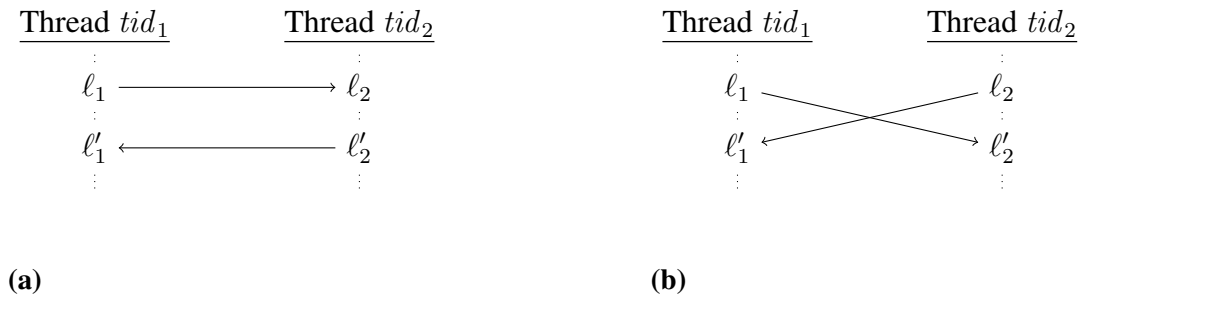 Thread tid₁ Thread tid₂ Thread tid₁ Thread tid₂
⋮ ⋮ ⋮ ⋮
ℓ₁ ℓ₂ ℓ₁ ℓ₂
⋮ ⋮ ⋮ ⋮
ℓ′₁ ℓ′₂ ℓ′₁ ℓ′₂
⋮ ⋮ ⋮ ⋮
(a) (b)